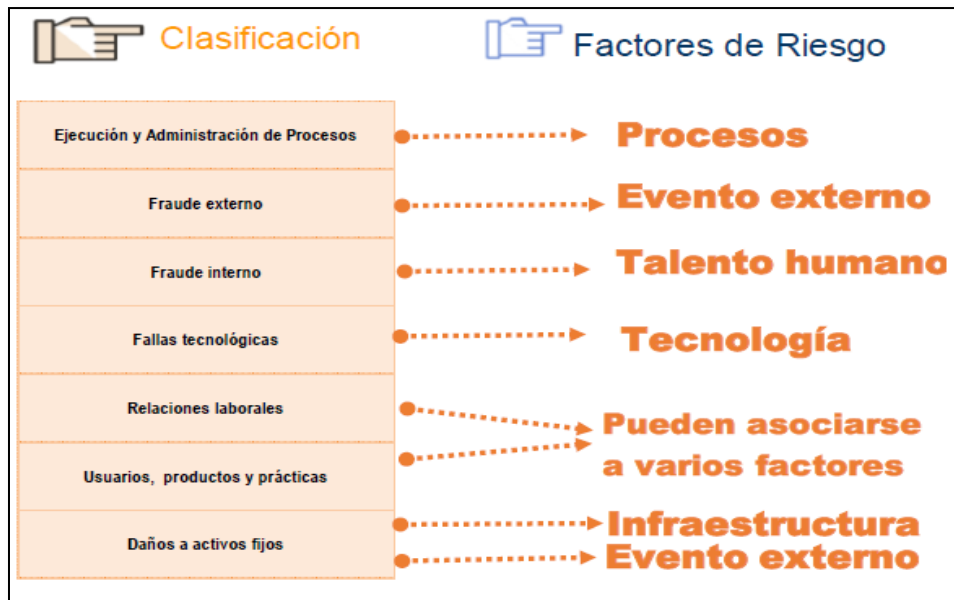 Clasificación
Factores de Riesgo
Ejecución y Administración de Procesos
Procesos
Fraude externo
Evento externo
Fraude interno
Talento humano
Fallas tecnológicas
Tecnología
Relaciones laborales
Pueden asociarse
a varios factores
Usuarios, productos y prácticas
Daños a activos fijos
Infraestructura
Evento externo